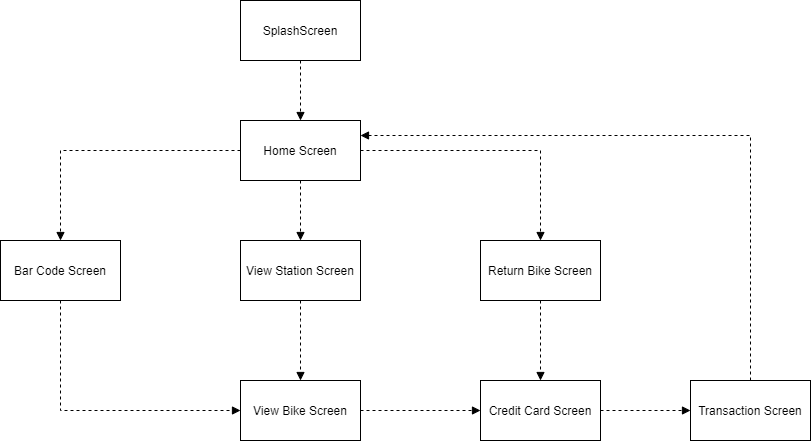 SplashScreen
Home Screen
Bar Code Screen
View Station Screen
Return Bike Screen
View Bike Screen
Credit Card Screen
Transaction Screen